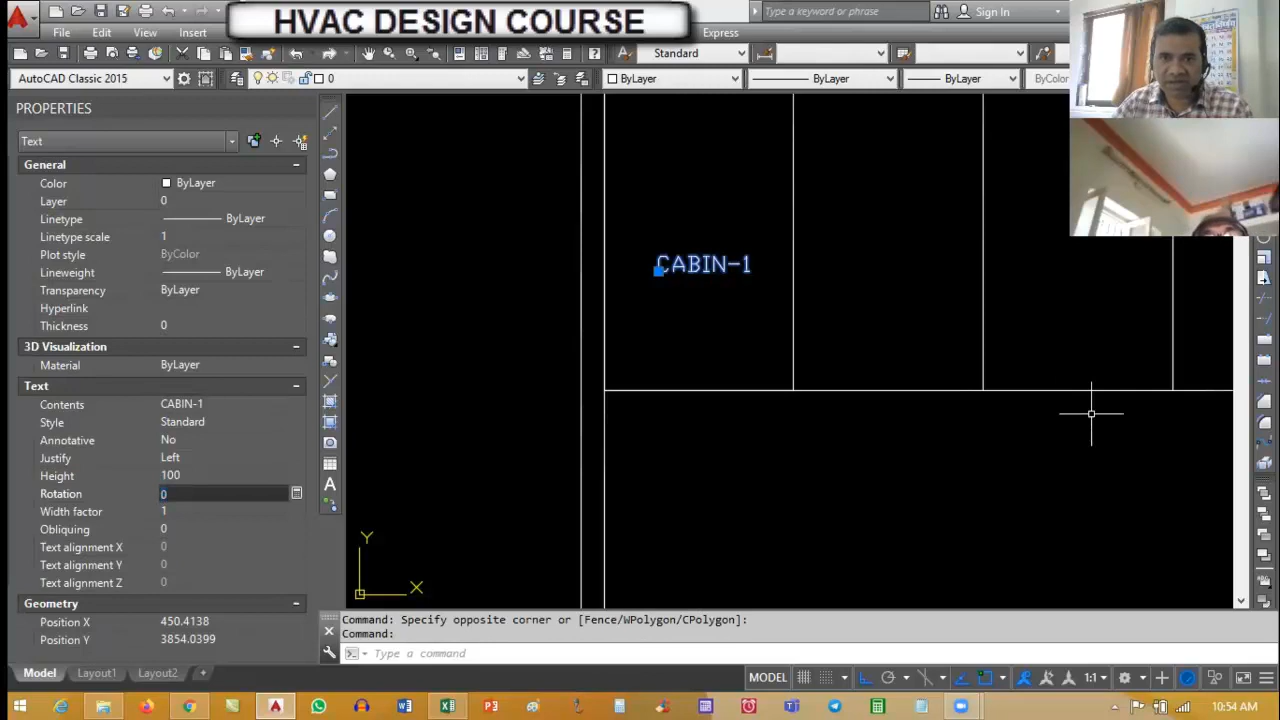 HVAC DESIGN COURSE
Type a keyword or phrase
Sign In
File Edit View Insert
Express
Standard
AutoCAD Classic 2015
0
ByLayer
ByLayer
ByLayer
ByColor
PROPERTIES
Text
General
Color ByLayer
Layer 0
Linetype ByLayer
Linetype scale 1
Plot style ByColor
Lineweight ByLayer
Transparency ByLayer
Hyperlink
Thickness 0
3D Visualization
Material ByLayer
Text
Contents CABIN-1
Style Standard
Annotative No
Justify Left
Height 100
Rotation 0
Width factor 1
Obliquing 0
Text alignment X 0
Text alignment Y 0
Text alignment Z 0
Geometry
Position X 450.4138
Position Y 3854.0399
CABIN-1
Y
X
Command: Specify opposite corner or [Fence/WPolygon/CPolygon]:
Command:
Type a command
Model Layout1 Layout2 +
MODEL
1:1
10:54 AM